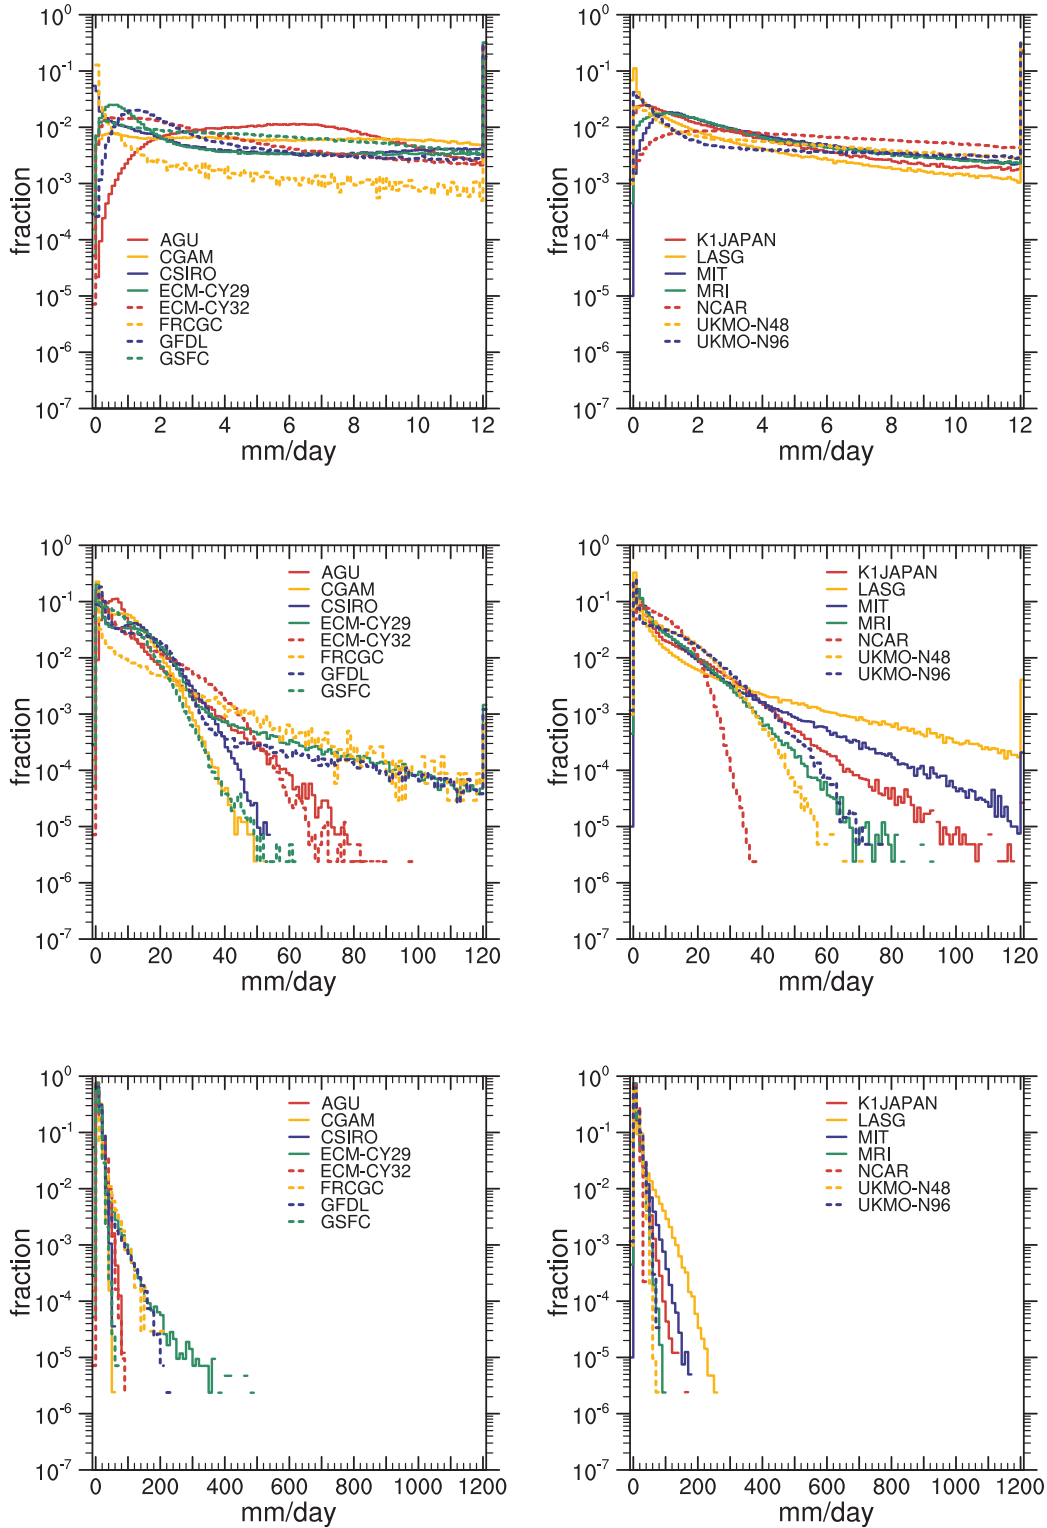 10^0
10^-1
10^-2
10^-3
10^-4
10^-5
10^-6
10^-7
fraction
AGU
CGAM
CSIRO
ECM-CY29
ECM-CY32
FRCGC
GFDL
GSFC
0 2 4 6 8 10 12
mm/day
10^0
10^-1
10^-2
10^-3
10^-4
10^-5
10^-6
10^-7
fraction
K1JAPAN
LASG
MIT
MRI
NCAR
UKMO-N48
UKMO-N96
0 2 4 6 8 10 12
mm/day
10^0
10^-1
10^-2
10^-3
10^-4
10^-5
10^-6
10^-7
fraction
AGU
CGAM
CSIRO
ECM-CY29
ECM-CY32
FRCGC
GFDL
GSFC
0 20 40 60 80 100 120
mm/day
10^0
10^-1
10^-2
10^-3
10^-4
10^-5
10^-6
10^-7
fraction
K1JAPAN
LASG
MIT
MRI
NCAR
UKMO-N48
UKMO-N96
0 20 40 60 80 100 120
mm/day
10^0
10^-1
10^-2
10^-3
10^-4
10^-5
10^-6
10^-7
fraction
AGU
CGAM
CSIRO
ECM-CY29
ECM-CY32
FRCGC
GFDL
GSFC
0 200 400 600 800 1000 1200
mm/day
10^0
10^-1
10^-2
10^-3
10^-4
10^-5
10^-6
10^-7
fraction
K1JAPAN
LASG
MIT
MRI
NCAR
UKMO-N48
UKMO-N96
0 200 400 600 800 1000 1200
mm/day